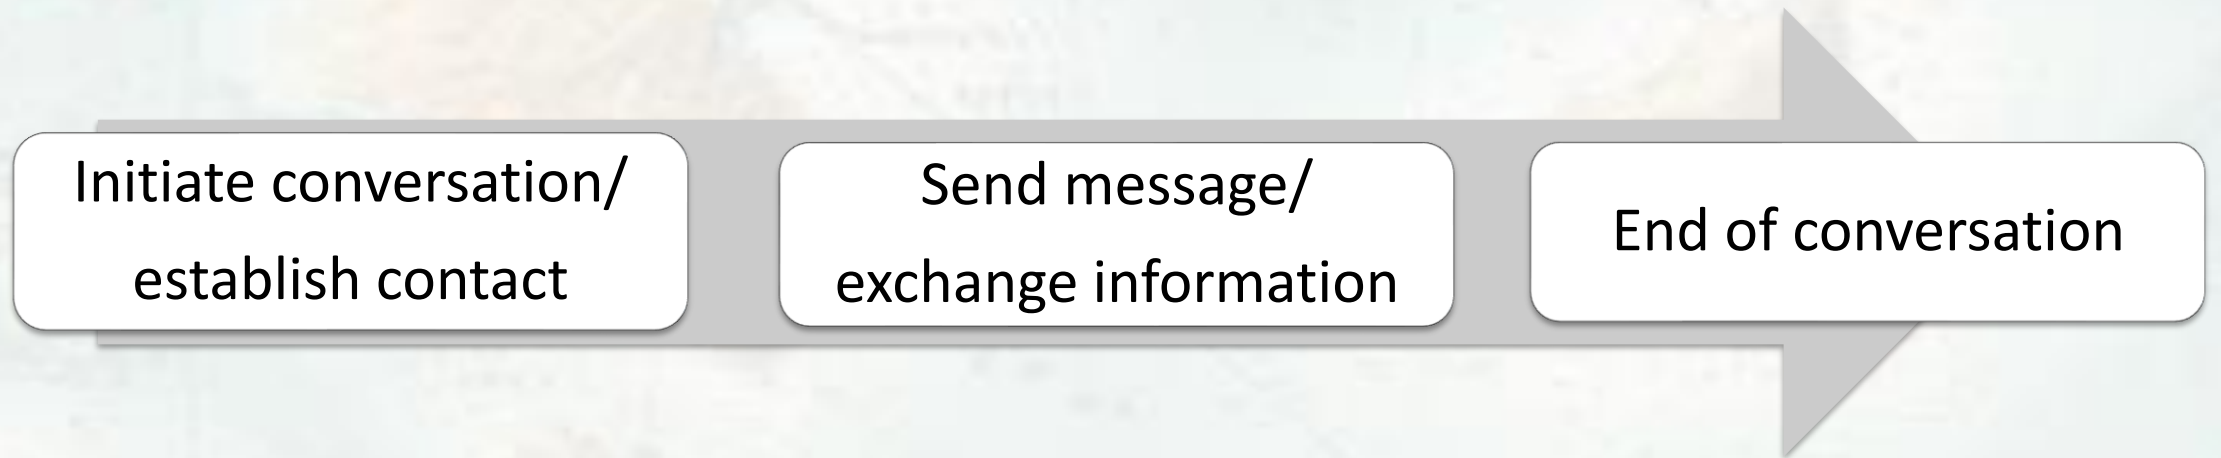 Initiate conversation/
establish contact
Send message/
exchange information
End of conversation